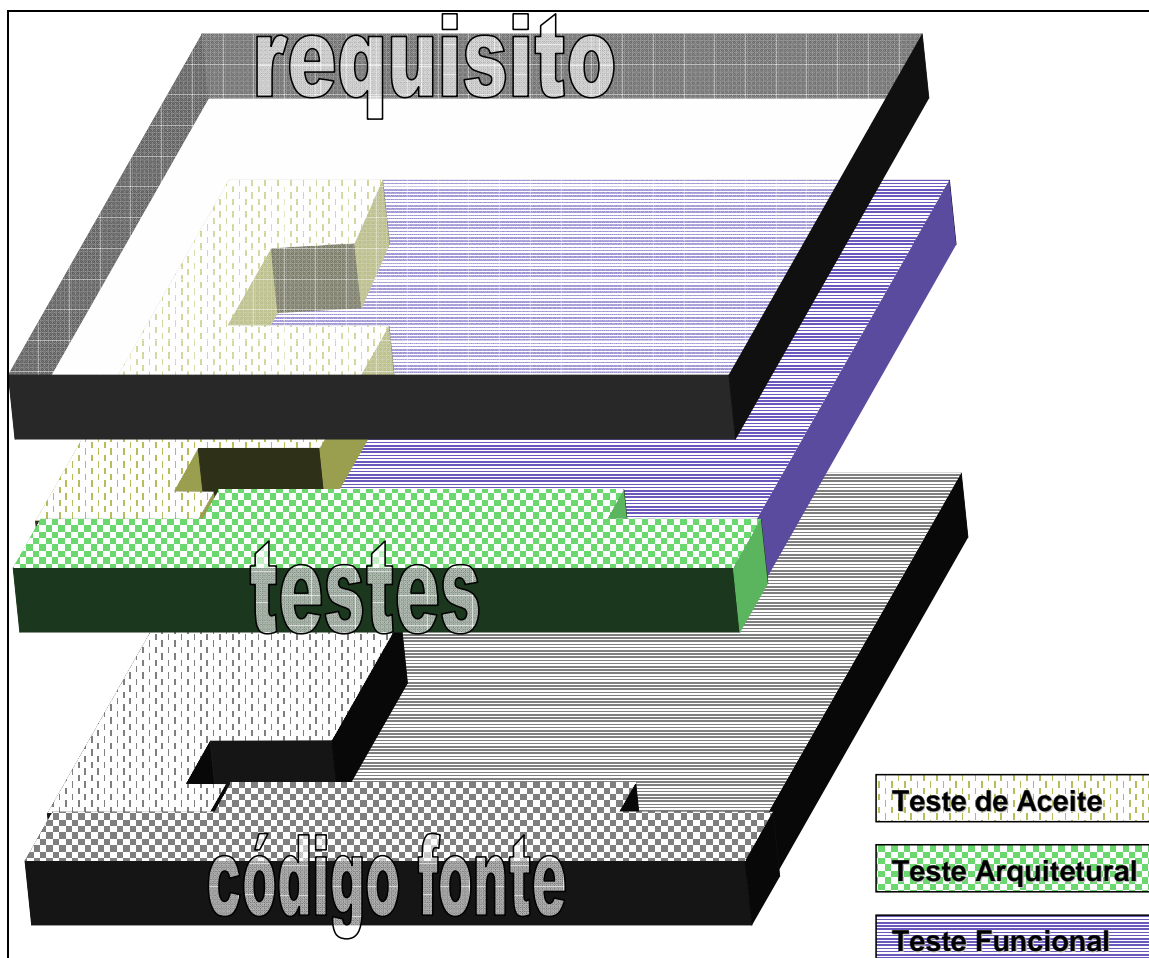 requisito
testes
código fonte
Teste de Aceite
Teste Arquitetural
Teste Funcional